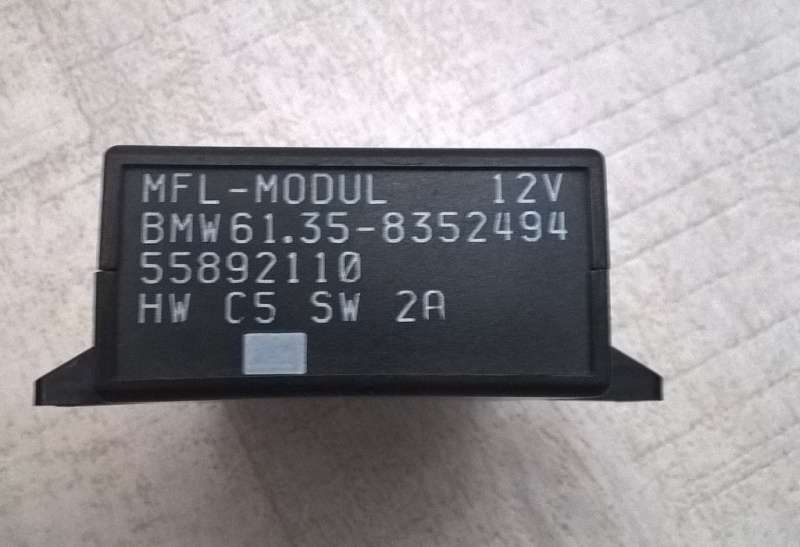 MFL-MODUL 12V
BMW61.35-8352494
55892110
HW C5 SW 2A